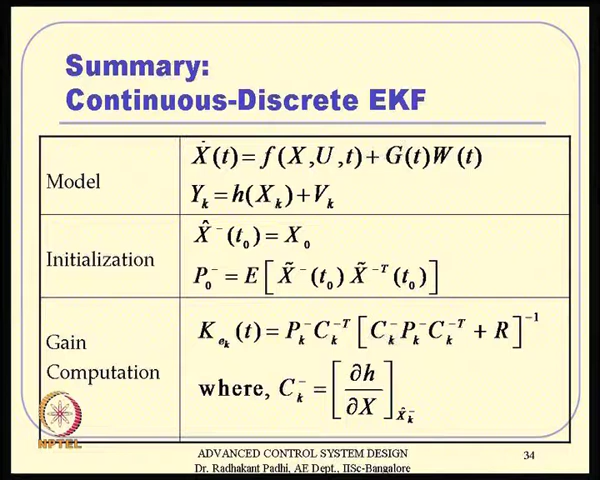 Summary:
Continuous-Discrete EKF
Model
Ẋ(t) = f(X,U,t) + G(t)W(t)
Y_k = h(X_k) + V_k
Initialization
X̂⁻(t₀) = X₀
P₀⁻ = E[X̃⁻(t₀) X̃⁻ᵀ(t₀)]
Gain
Computation
K_{e_k}(t) = P_k⁻C_k⁻ᵀ[C_k⁻P_k⁻C_k⁻ᵀ + R]⁻¹
where, C_k⁻ = [∂h/∂X]_{X̂_k⁻}
NPTEL
ADVANCED CONTROL SYSTEM DESIGN
Dr. Radhakant Padhi, AE Dept., IISc-Bangalore
34